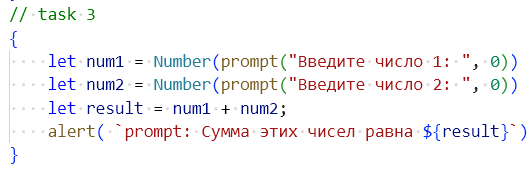 // task 3
{
    let num1 = Number(prompt("Введите число 1: ", 0))
    let num2 = Number(prompt("Введите число 2: ", 0))
    let result = num1 + num2;
    alert( `prompt: Сумма этих чисел равна ${result}`)
}